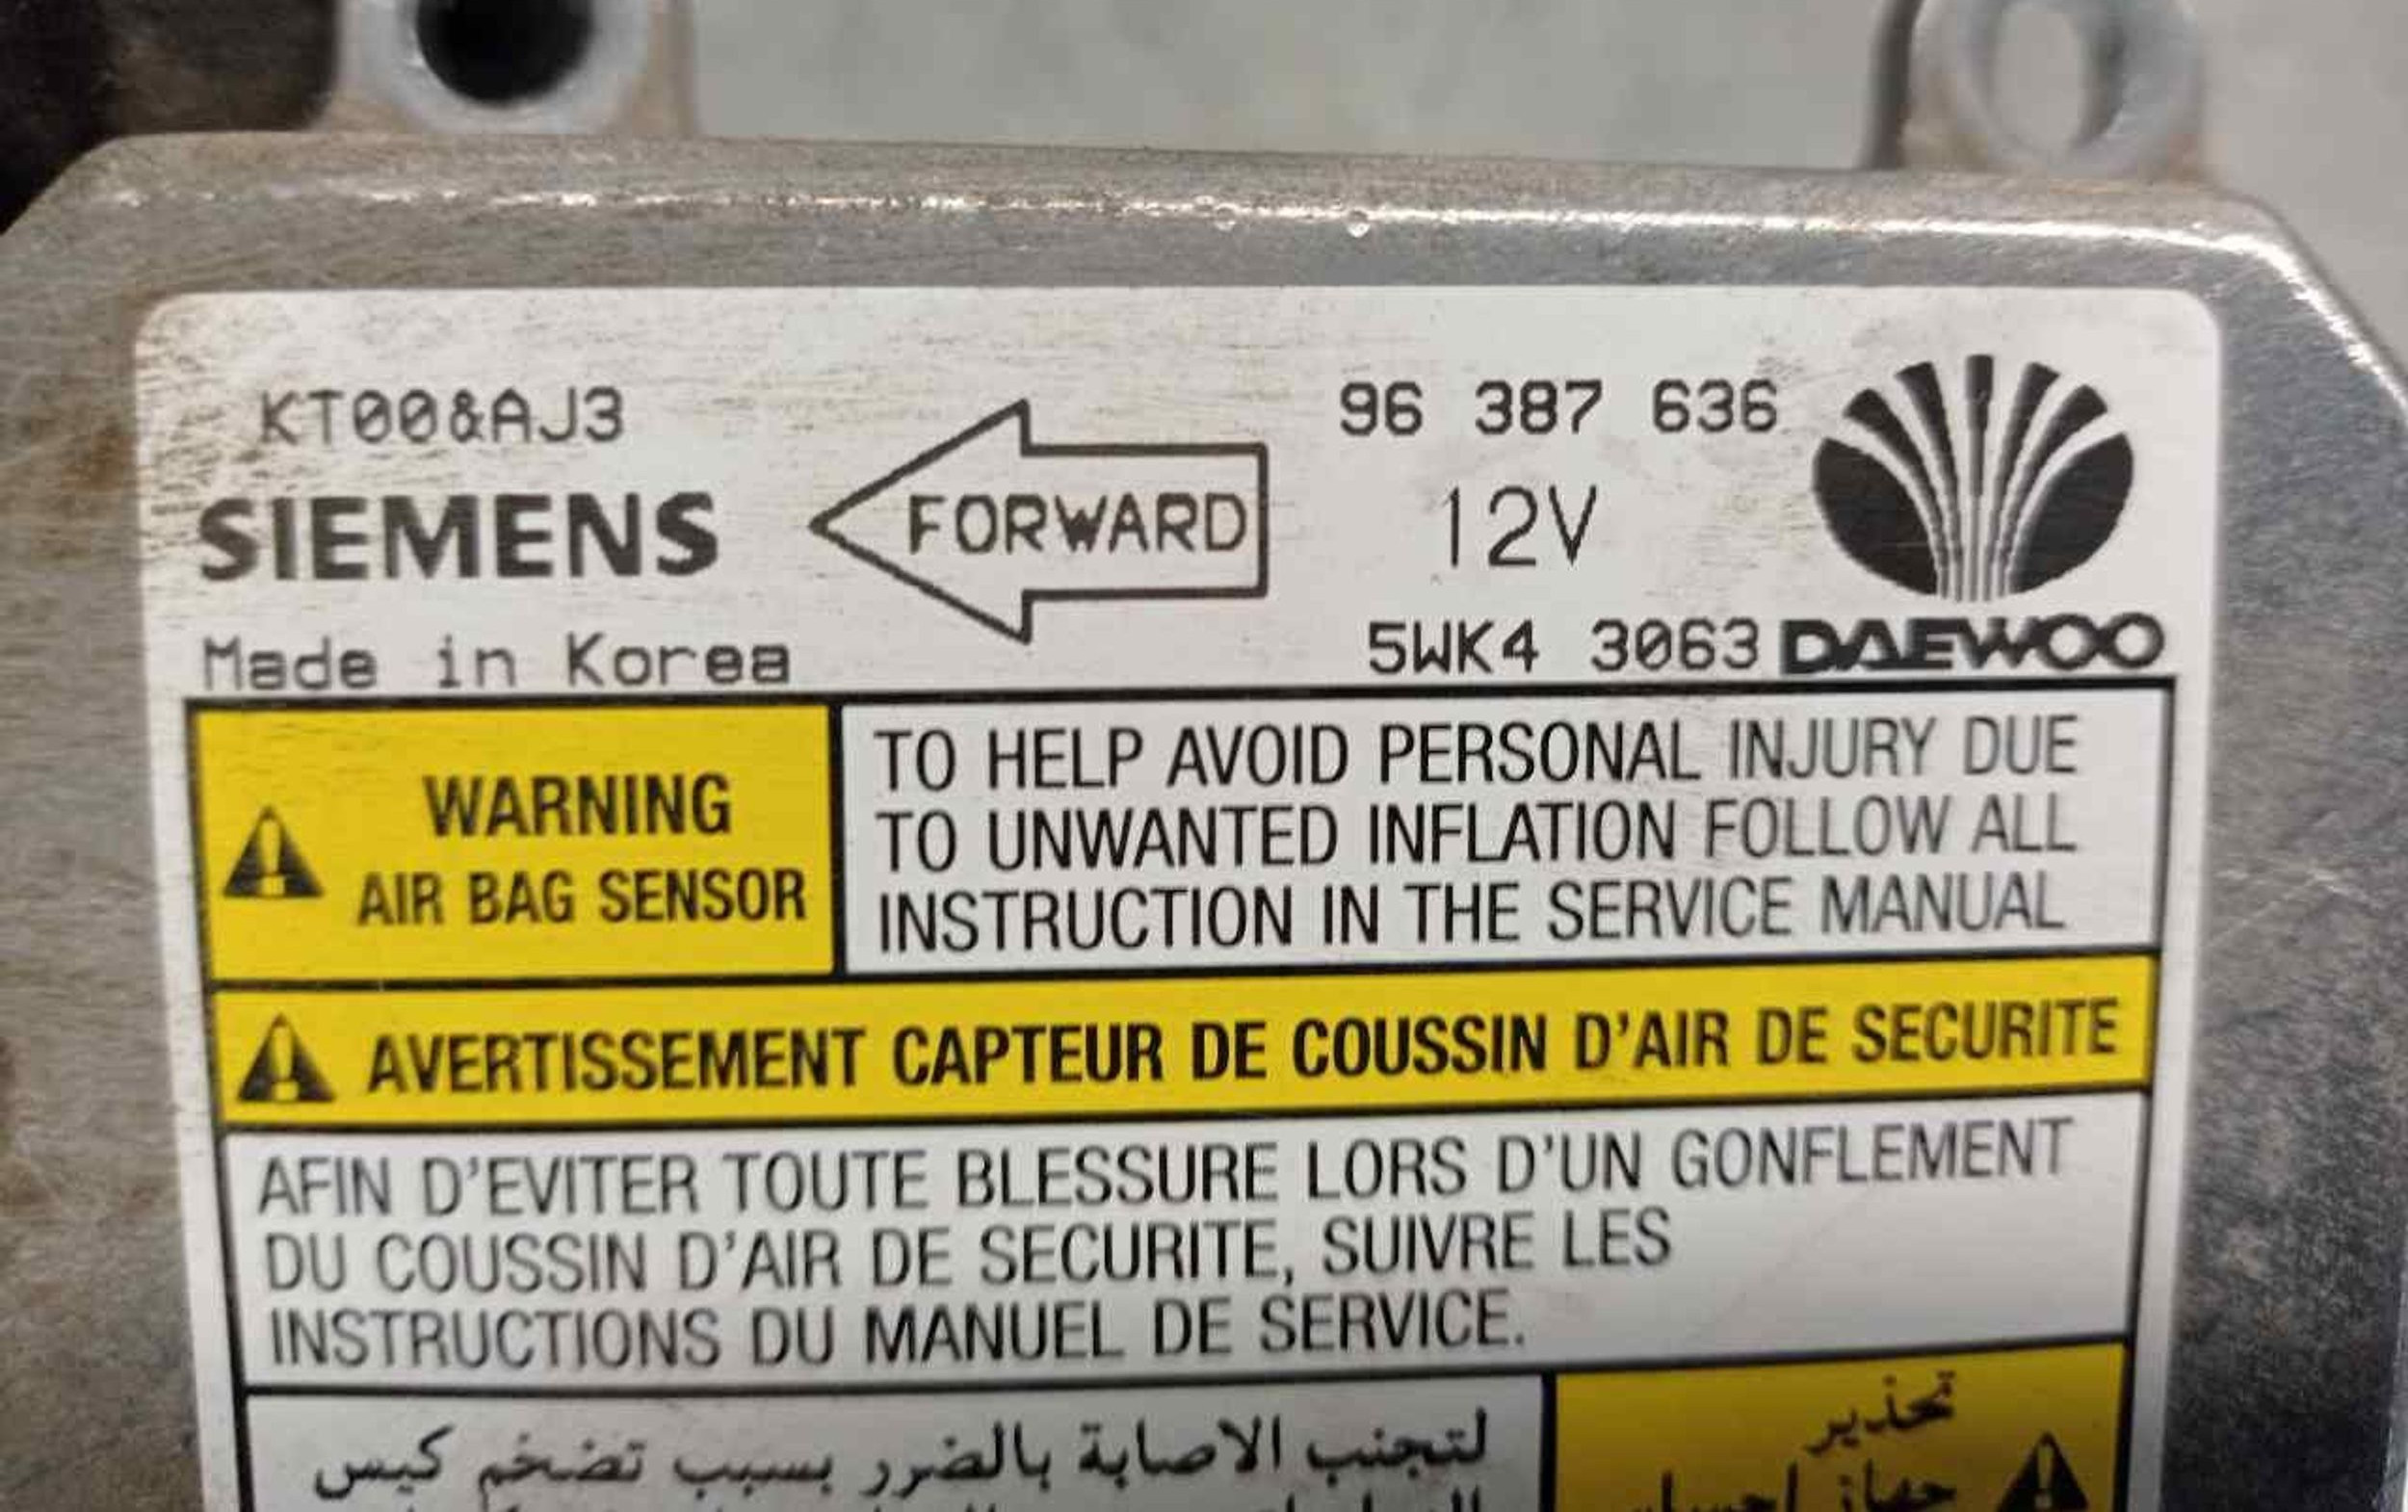 KT00&AJ3
SIEMENS
Made in Korea
FORWARD
96 387 636
12V
5WK4 3063
DAEWOO
WARNING
AIR BAG SENSOR
TO HELP AVOID PERSONAL INJURY DUE
TO UNWANTED INFLATION FOLLOW ALL
INSTRUCTION IN THE SERVICE MANUAL
AVERTISSEMENT CAPTEUR DE COUSSIN D'AIR DE SECURITE
AFIN D'EVITER TOUTE BLESSURE LORS D'UN GONFLEMENT
DU COUSSIN D'AIR DE SECURITE, SUIVRE LES
INSTRUCTIONS DU MANUEL DE SERVICE.
تحذير
جهاز احساس
لتجنب الاصابة بالضرر بسبب تضخم كيس